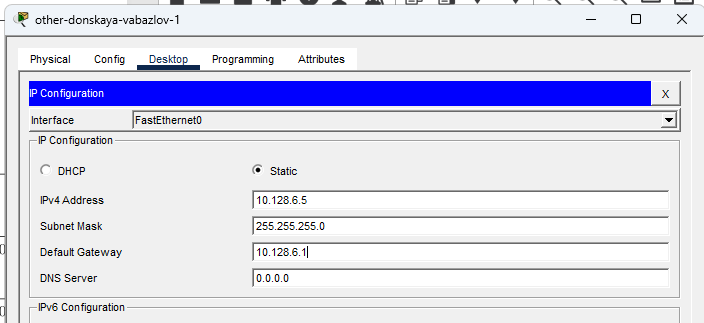 other-donskaya-vabazlov-1
Physical Config Desktop Programming Attributes
IP Configuration X
Interface FastEthernet0
IP Configuration
DHCP Static
IPv4 Address 10.128.6.5
Subnet Mask 255.255.255.0
Default Gateway 10.128.6.1
DNS Server 0.0.0.0
IPv6 Configuration